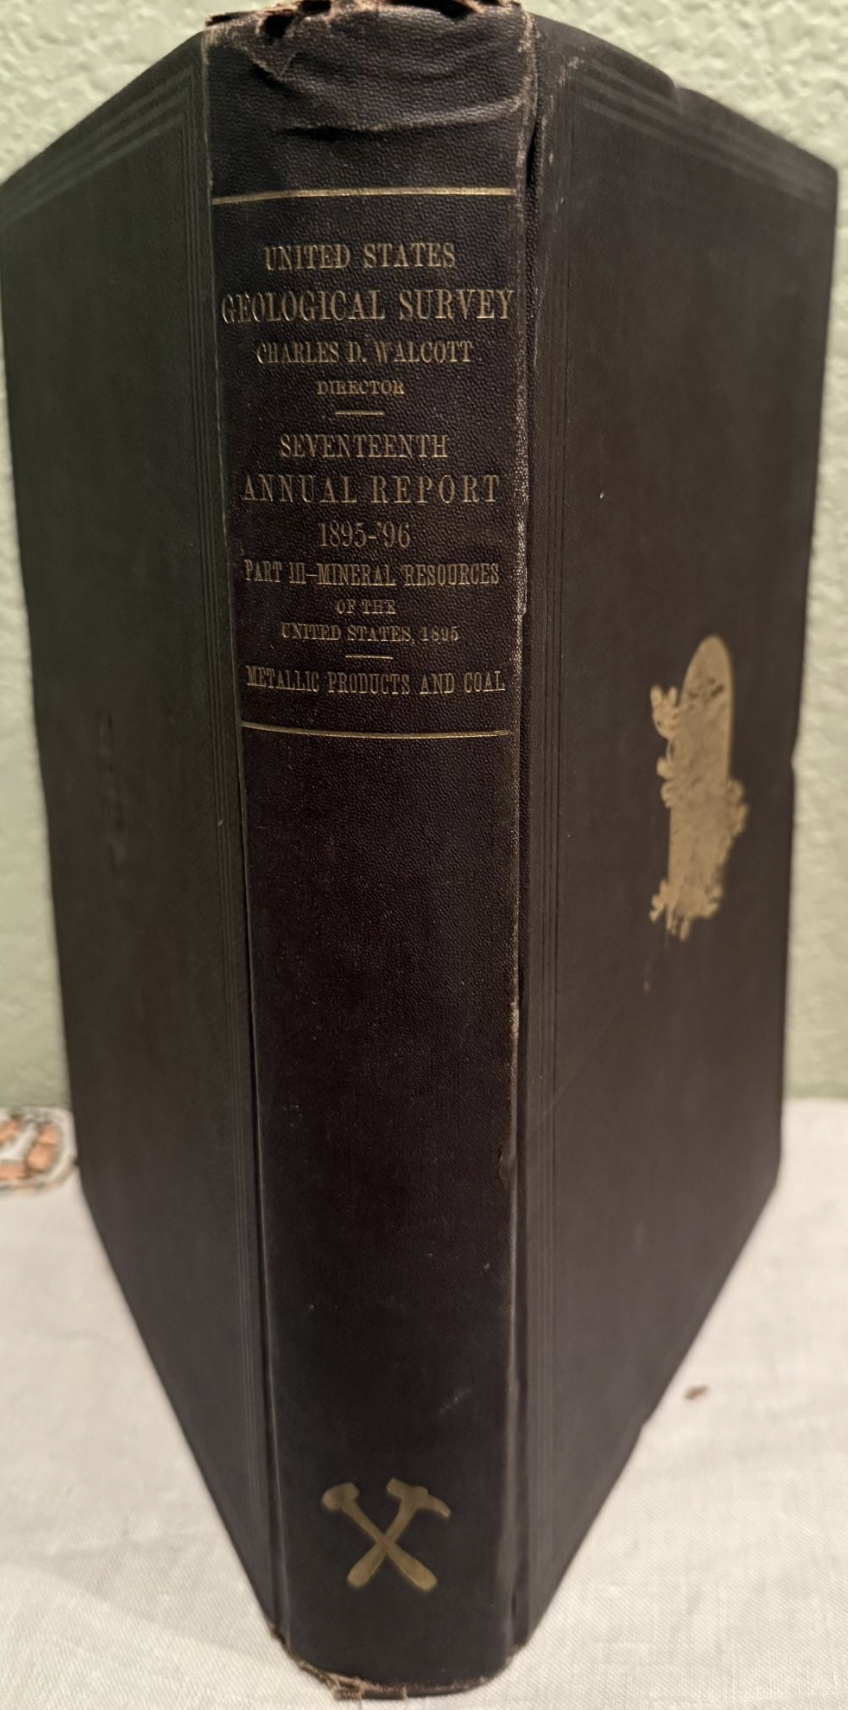 UNITED STATES
GEOLOGICAL SURVEY
CHARLES D. WALCOTT
DIRECTOR
SEVENTEENTH
ANNUAL REPORT
1895-'96
PART III-MINERAL RESOURCES
OF THE
UNITED STATES, 1895
METALLIC PRODUCTS AND COAL